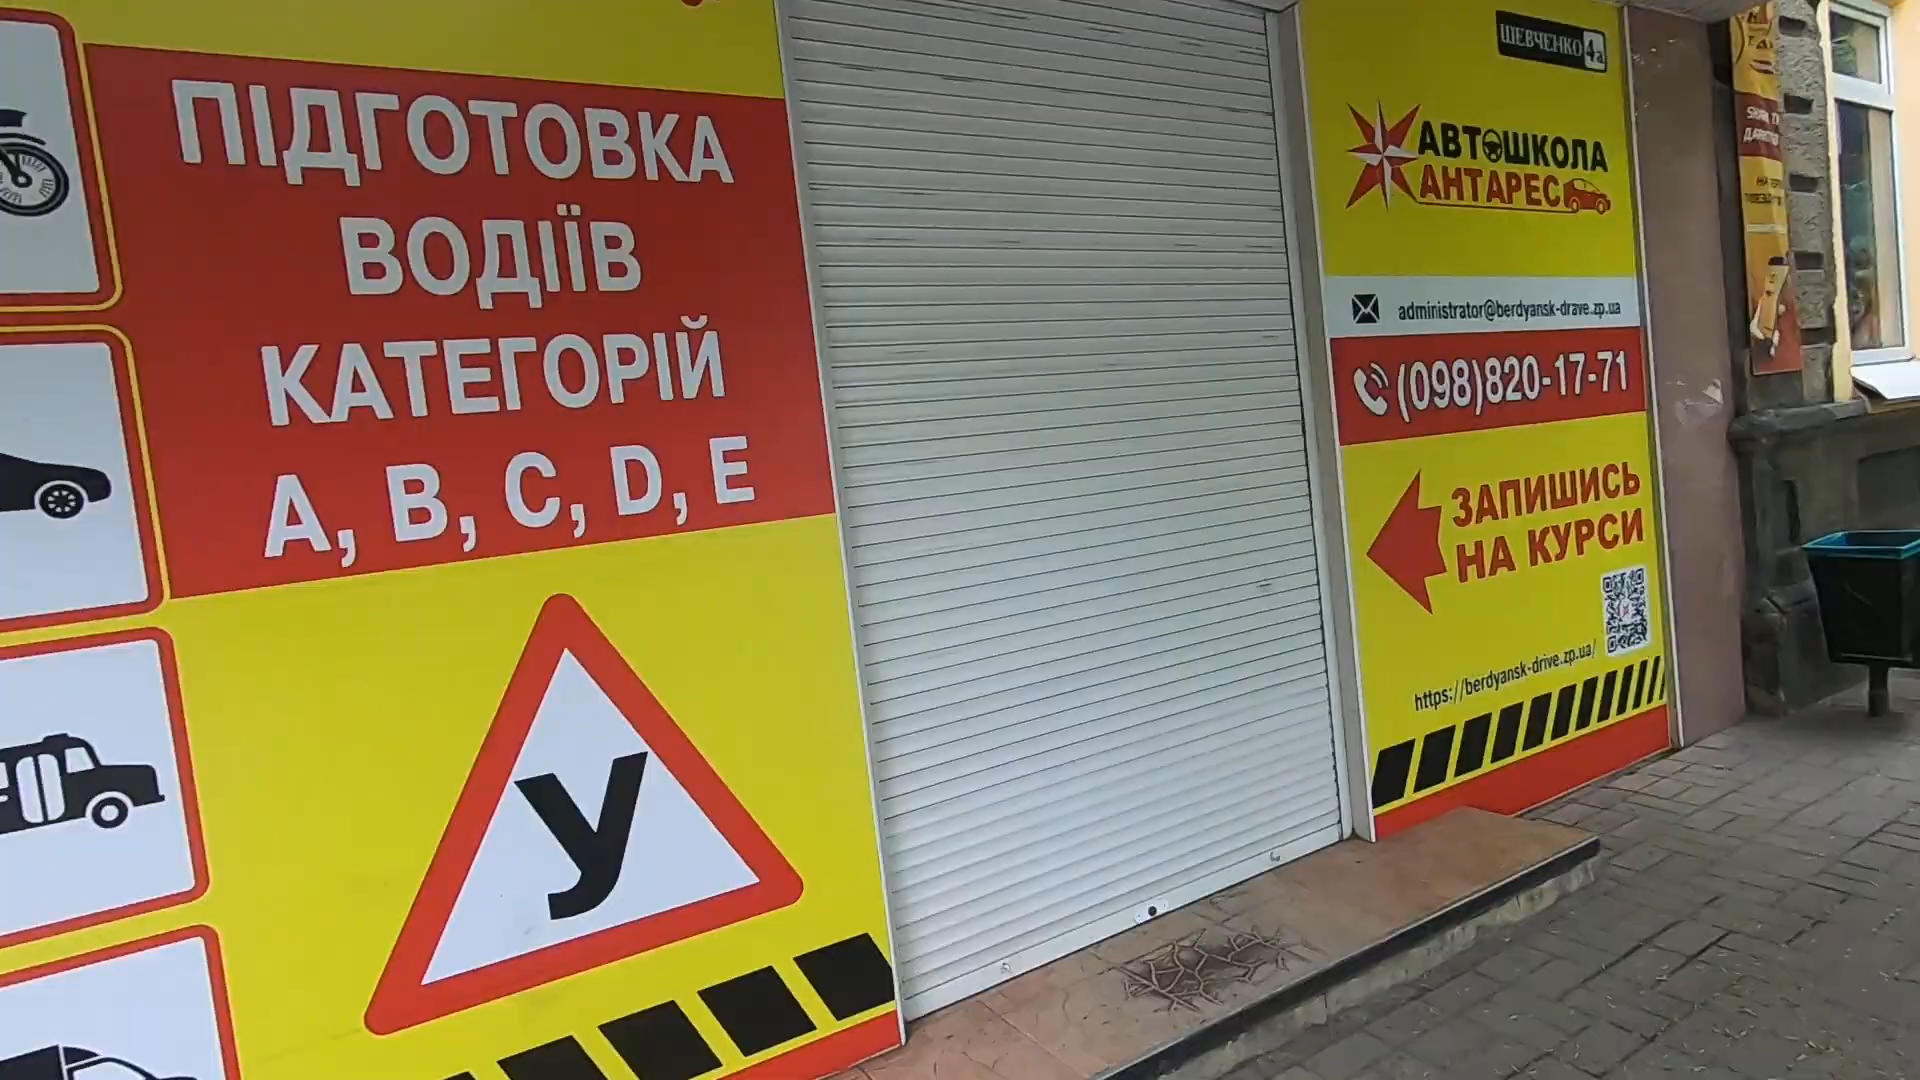 ПІДГОТОВКА
ВОДІЇВ
КАТЕГОРІЙ
A, B, C, D, E
У
ШЕВЧЕНКО 4а
АВТОШКОЛА
АНТАРЕС
administrator@berdyansk-drave.zp.ua
(098)820-17-71
ЗАПИШИСЬ
НА КУРСИ
https://berdyansk-drive.zp.ua/